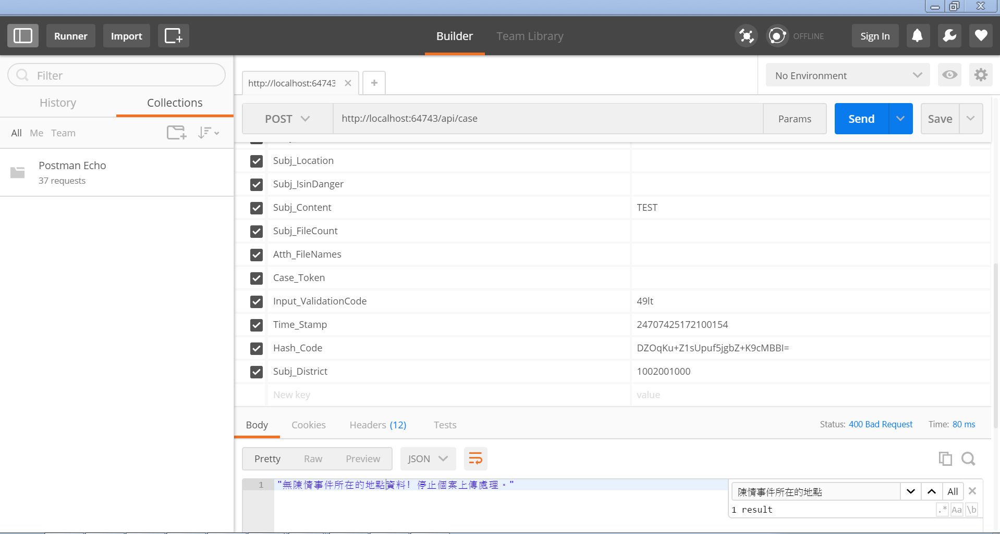 Runner Import Builder Team Library OFFLINE Sign In
Filter
History Collections
All Me Team
Postman Echo
37 requests
http://localhost:64743
No Environment
POST http://localhost:64743/api/case Params Send Save
Subj_Location
Subj_IsinDanger
Subj_Content TEST
Subj_FileCount
Atth_FileNames
Case_Token
Input_ValidationCode 49lt
Time_Stamp 24707425172100154
Hash_Code DZOqKu+Z1sUpuf5jgbZ+K9cMBBI=
Subj_District 1002001000
New key value
Body Cookies Headers (12) Tests Status: 400 Bad Request Time: 80 ms
Pretty Raw Preview JSON
1 "無陳情事件所在的地點資料! 停止個案上傳處理。"
陳情事件所在的地點 All
1 result .* Aa \b